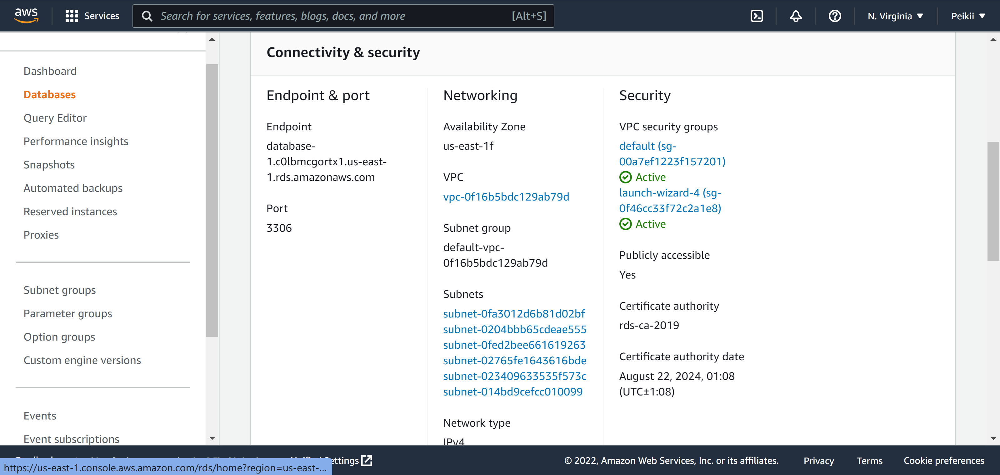 aws
Services
Search for services, features, blogs, docs, and more
[Alt+S]
N. Virginia
Peikii
Dashboard
Databases
Query Editor
Performance insights
Snapshots
Automated backups
Reserved instances
Proxies
Subnet groups
Parameter groups
Option groups
Custom engine versions
Events
Event subscriptions
Connectivity & security
Endpoint & port
Endpoint
database-
1.c0lbmcgortx1.us-east-
1.rds.amazonaws.com
Port
3306
Networking
Availability Zone
us-east-1f
VPC
vpc-0f16b5bdc129ab79d
Subnet group
default-vpc-
0f16b5bdc129ab79d
Subnets
subnet-0fa3012d6b81d02bf
subnet-0204bbb65cdeae555
subnet-0fed2bee661619263
subnet-02765fe1643616bde
subnet-023409633535f573c
subnet-014bd9cefcc010099
Network type
IPv4
Security
VPC security groups
default (sg-
00a7ef1223f157201)
Active
launch-wizard-4 (sg-
0f46cc33f72c2a1e8)
Active
Publicly accessible
Yes
Certificate authority
rds-ca-2019
Certificate authority date
August 22, 2024, 01:08
(UTC±1:08)
ettings
© 2022, Amazon Web Services, Inc. or its affiliates.
Privacy
Terms
Cookie preferences
https://us-east-1.console.aws.amazon.com/rds/home?region=us-east-...